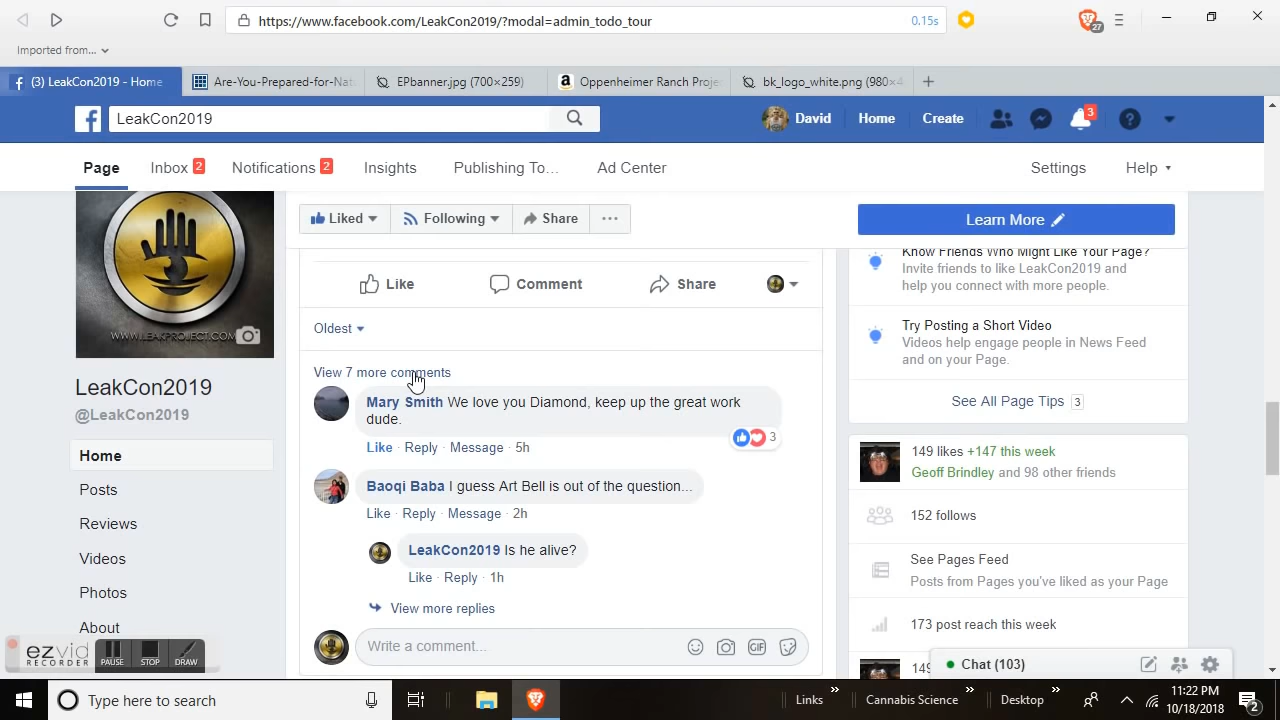 https://www.facebook.com/LeakCon2019/?modal=admin_todo_tour
0.15s
27
Imported from...
(3) LeakCon2019 - Home
Are-You-Prepared-for-Nat
EPbanner.jpg (700×259)
Oppenheimer Ranch Proje
bk_logo_white.png (980×4
LeakCon2019
David
Home
Create
3
Page
Inbox 2
Notifications 2
Insights
Publishing To...
Ad Center
Settings
Help
Liked
Following
Share
Learn More
WWW.LEAKPROJECT.COM
LeakCon2019
@LeakCon2019
Home
Posts
Reviews
Videos
Photos
About
Like
Comment
Share
Oldest
View 7 more comments
Mary Smith We love you Diamond, keep up the great work
dude.
3
Like · Reply · Message · 5h
Baoqi Baba I guess Art Bell is out of the question...
Like · Reply · Message · 2h
LeakCon2019 Is he alive?
Like · Reply · 1h
View more replies
Write a comment...
GIF
Know Friends Who Might Like Your Page?
Invite friends to like LeakCon2019 and
help you connect with more people.
Try Posting a Short Video
Videos help engage people in News Feed
and on your Page.
See All Page Tips 3
149 likes +147 this week
Geoff Brindley and 98 other friends
152 follows
See Pages Feed
Posts from Pages you've liked as your Page
173 post reach this week
149
Chat (103)
ezvid
RECORDER
PAUSE
STOP
DRAW
Type here to search
Links
Cannabis Science
Desktop
11:22 PM
10/18/2018
2